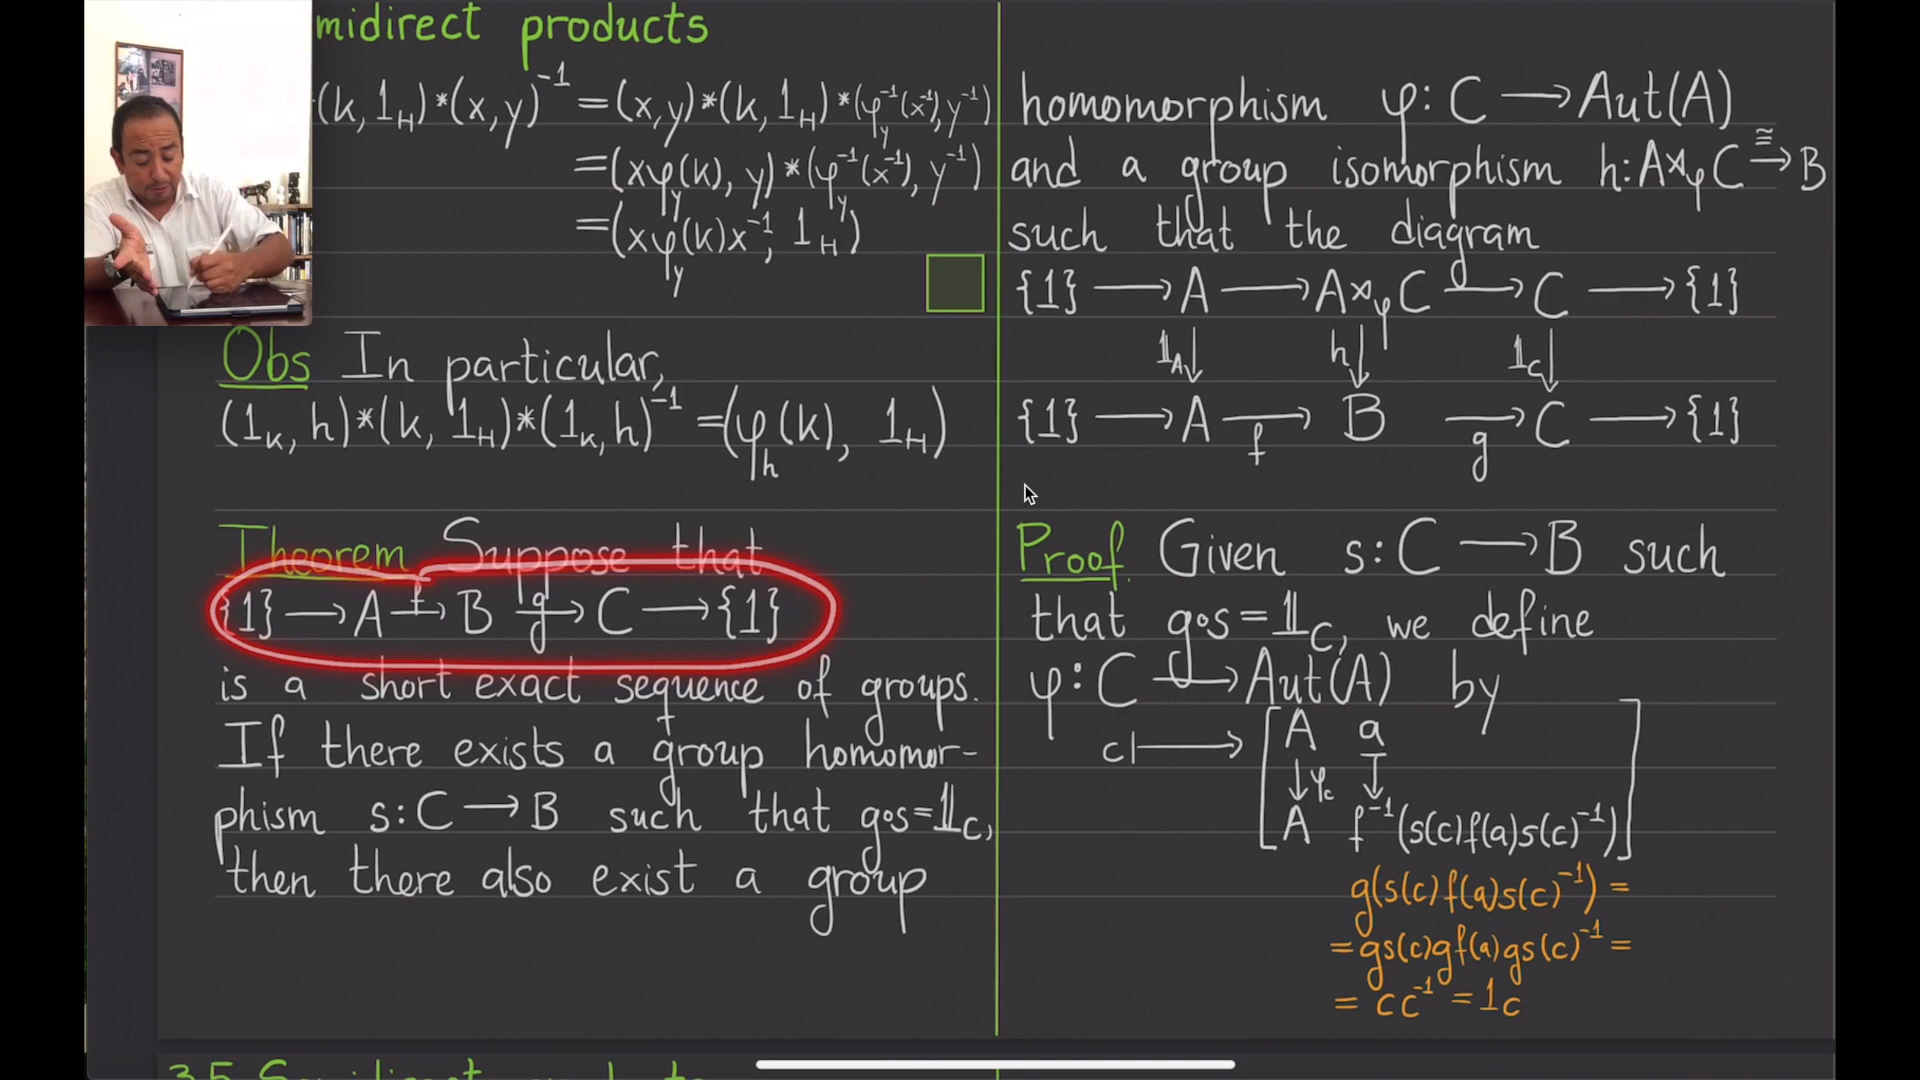 midirect products
(k, 1_H)*(x,y)^{-1} = (x,y)*(k, 1_H)*(φ_y^{-1}(x^{-1}), y^{-1})
=(xφ_y(k), y)*(φ_y^{-1}(x^{-1}), y^{-1})
=(xφ_y(k)x^{-1}, 1_H)
Obs In particular,
(1_K, h)*(k, 1_H)*(1_K, h)^{-1} =(φ_h(k), 1_H)
Theorem Suppose that
{1} ⟶ A –f→ B –g→ C ⟶ {1}
is a short exact sequence of groups.
If there exists a group homomor-
phism s: C ⟶ B such that g∘s=𝟙_C,
then there also exist a group
homomorphism φ: C ⟶ Aut(A)
and a group isomorphism h: A⋊_φ C ≅→ B
such that the diagram
{1} ⟶ A ⟶ A⋊_φ C ⟶ C ⟶ {1}
𝟙_A↓ h↓ 1_C↓
{1} ⟶ A –f→ B –g→ C ⟶ {1}
Proof. Given s: C ⟶ B such
that g∘s=𝟙_C, we define
φ: C ⟶ Aut(A) by
c ⟼ [A a
↓φ_c ↧
A f^{-1}(s(c)f(a)s(c)^{-1})]
g(s(c)f(a)s(c)^{-1}) =
= gs(c)gf(a)gs(c)^{-1} =
= cc^{-1} = 1_C